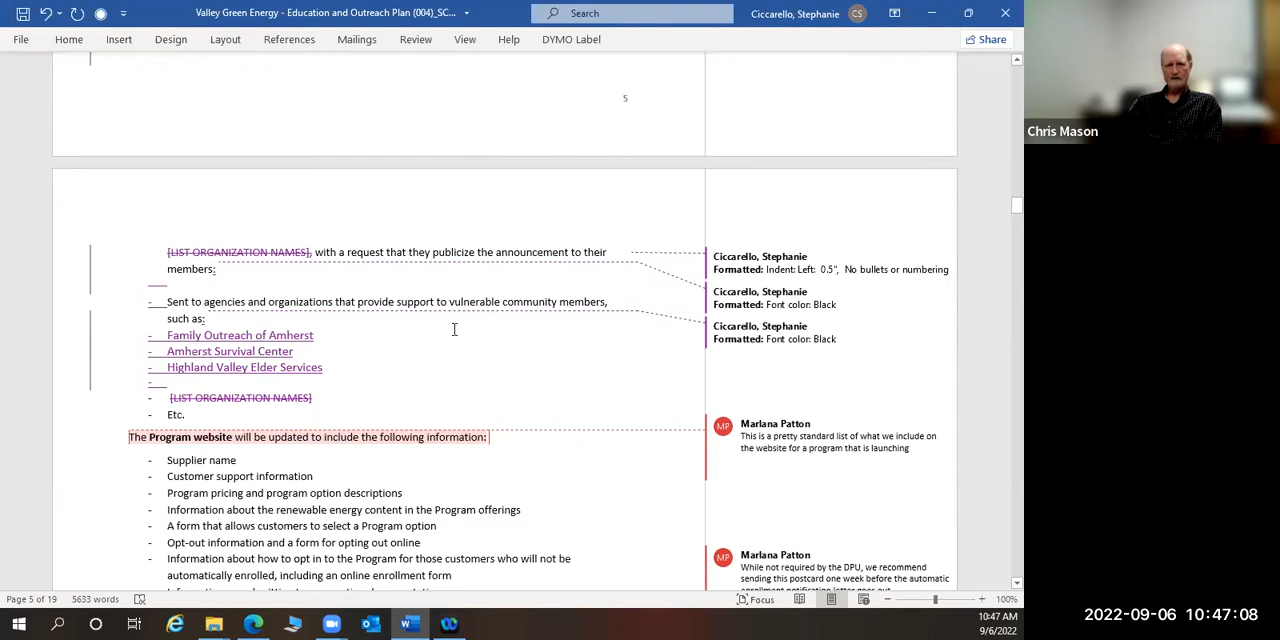 Valley Green Energy - Education and Outreach Plan (004)_SC...
Search
Ciccarello, Stephanie
CS
File Home Insert Design Layout References Mailings Review View Help DYMO Label
Share
5
[LIST ORGANIZATION NAMES], with a request that they publicize the announcement to their
members:
- Sent to agencies and organizations that provide support to vulnerable community members,
such as:
- Family Outreach of Amherst
- Amherst Survival Center
- Highland Valley Elder Services
-
- [LIST ORGANIZATION NAMES]
- Etc.
The Program website will be updated to include the following information:
- Supplier name
- Customer support information
- Program pricing and program option descriptions
- Information about the renewable energy content in the Program offerings
- A form that allows customers to select a Program option
- Opt-out information and a form for opting out online
- Information about how to opt in to the Program for those customers who will not be
automatically enrolled, including an online enrollment form
Ciccarello, Stephanie
Formatted: Indent: Left: 0.5", No bullets or numbering
Ciccarello, Stephanie
Formatted: Font color: Black
Ciccarello, Stephanie
Formatted: Font color: Black
MP
Marlana Patton
This is a pretty standard list of what we include on
the website for a program that is launching
MP
Marlana Patton
While not required by the DPU, we recommend
sending this postcard one week before the automatic
enrollment notification letter goes out
Page 5 of 19 5633 words
Focus
100%
10:47 AM
9/6/2022
Chris Mason
2022-09-06 10:47:08